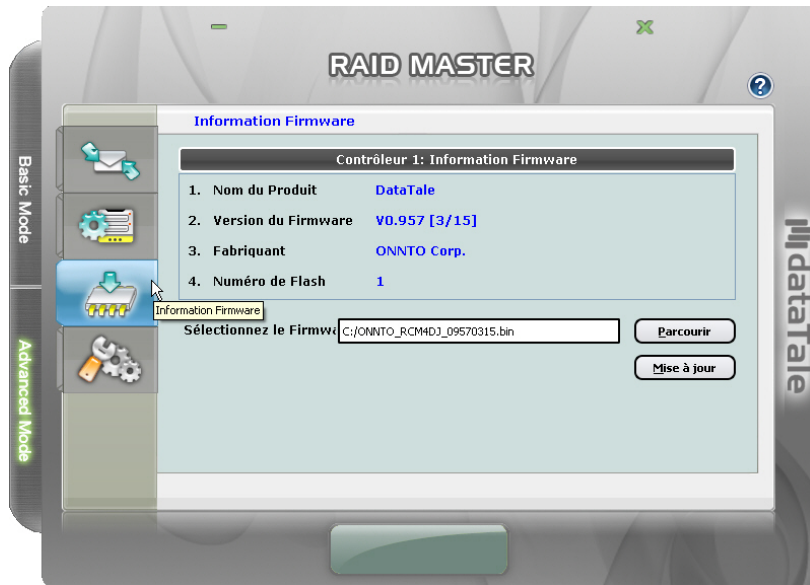 RAID MASTER
?
Information Firmware
Contrôleur 1: Information Firmware
1. Nom du Produit DataTale
2. Version du Firmware V0.957 [3/15]
3. Fabriquant ONNTO Corp.
4. Numéro de Flash 1
Information Firmware
Sélectionnez le Firmw C:/ONNTO_RCM4DJ_09570315.bin Parcourir
Mise à jour
Basic Mode
Advanced Mode
dataTale